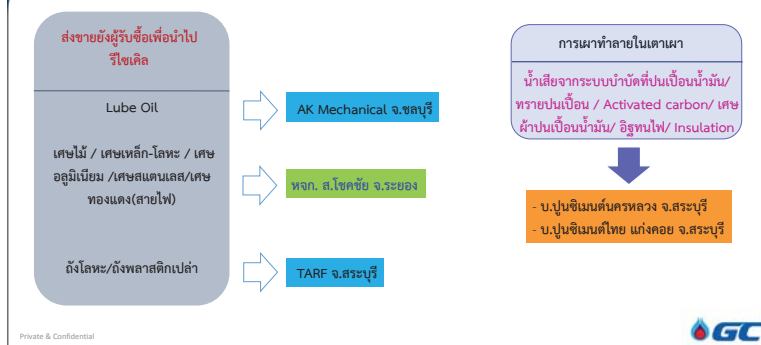 ส่งขายยังผู้รับซื้อเพื่อนำไป
รีไซเคิล
Lube Oil
AK Mechanical จ.ชลบุรี
เศษไม้ / เศษเหล็ก-โลหะ / เศษ
อลูมิเนียม /เศษสแตนเลส/เศษ
ทองแดง(สายไฟ)
หจก. ส.โชคชัย จ.ระยอง
ถังโลหะ/ถังพลาสติกเปล่า
TARF จ.สระบุรี
การเผาทำลายในเตาเผา
น้ำเสียจากระบบบำบัดที่ปนเปื้อนน้ำมัน/
ทรายปนเปื้อน / Activated carbon/ เศษ
ผ้าปนเปื้อนน้ำมัน/ อิฐทนไฟ/ Insulation
- บ.ปูนซิเมนต์นครหลวง จ.สระบุรี
- บ.ปูนซิเมนต์ไทย แก่งคอย จ.สระบุรี
Private & Confidential
GC